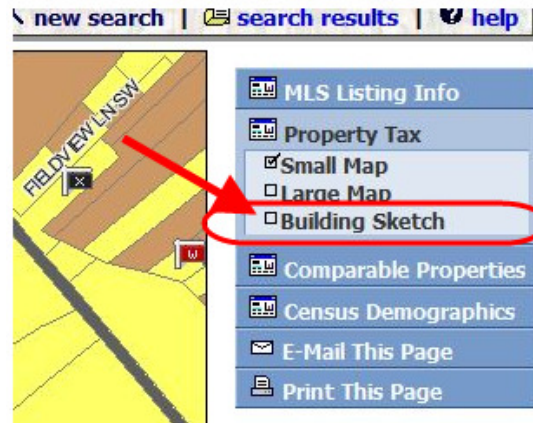 new search | search results | help
FIELDVIEW LN SW
X
W
MLS Listing Info
Property Tax
Small Map
Large Map
Building Sketch
Comparable Properties
Census Demographics
E-Mail This Page
Print This Page